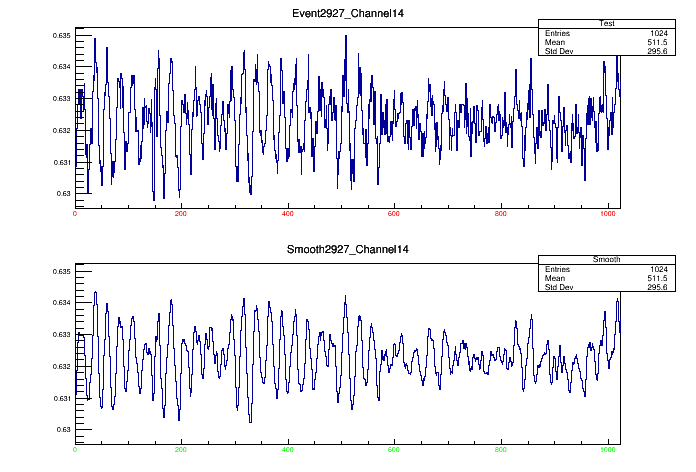 Event2927_Channel14
Test
Entries 1024
Mean 511.5
Std Dev 295.6
0.635
0.634
0.633
0.632
0.631
0.63
0 200 400 600 800 1000
Smooth2927_Channel14
Smooth
Entries 1024
Mean 511.5
Std Dev 295.6
0.635
0.634
0.633
0.632
0.631
0.63
0 200 400 600 800 1000